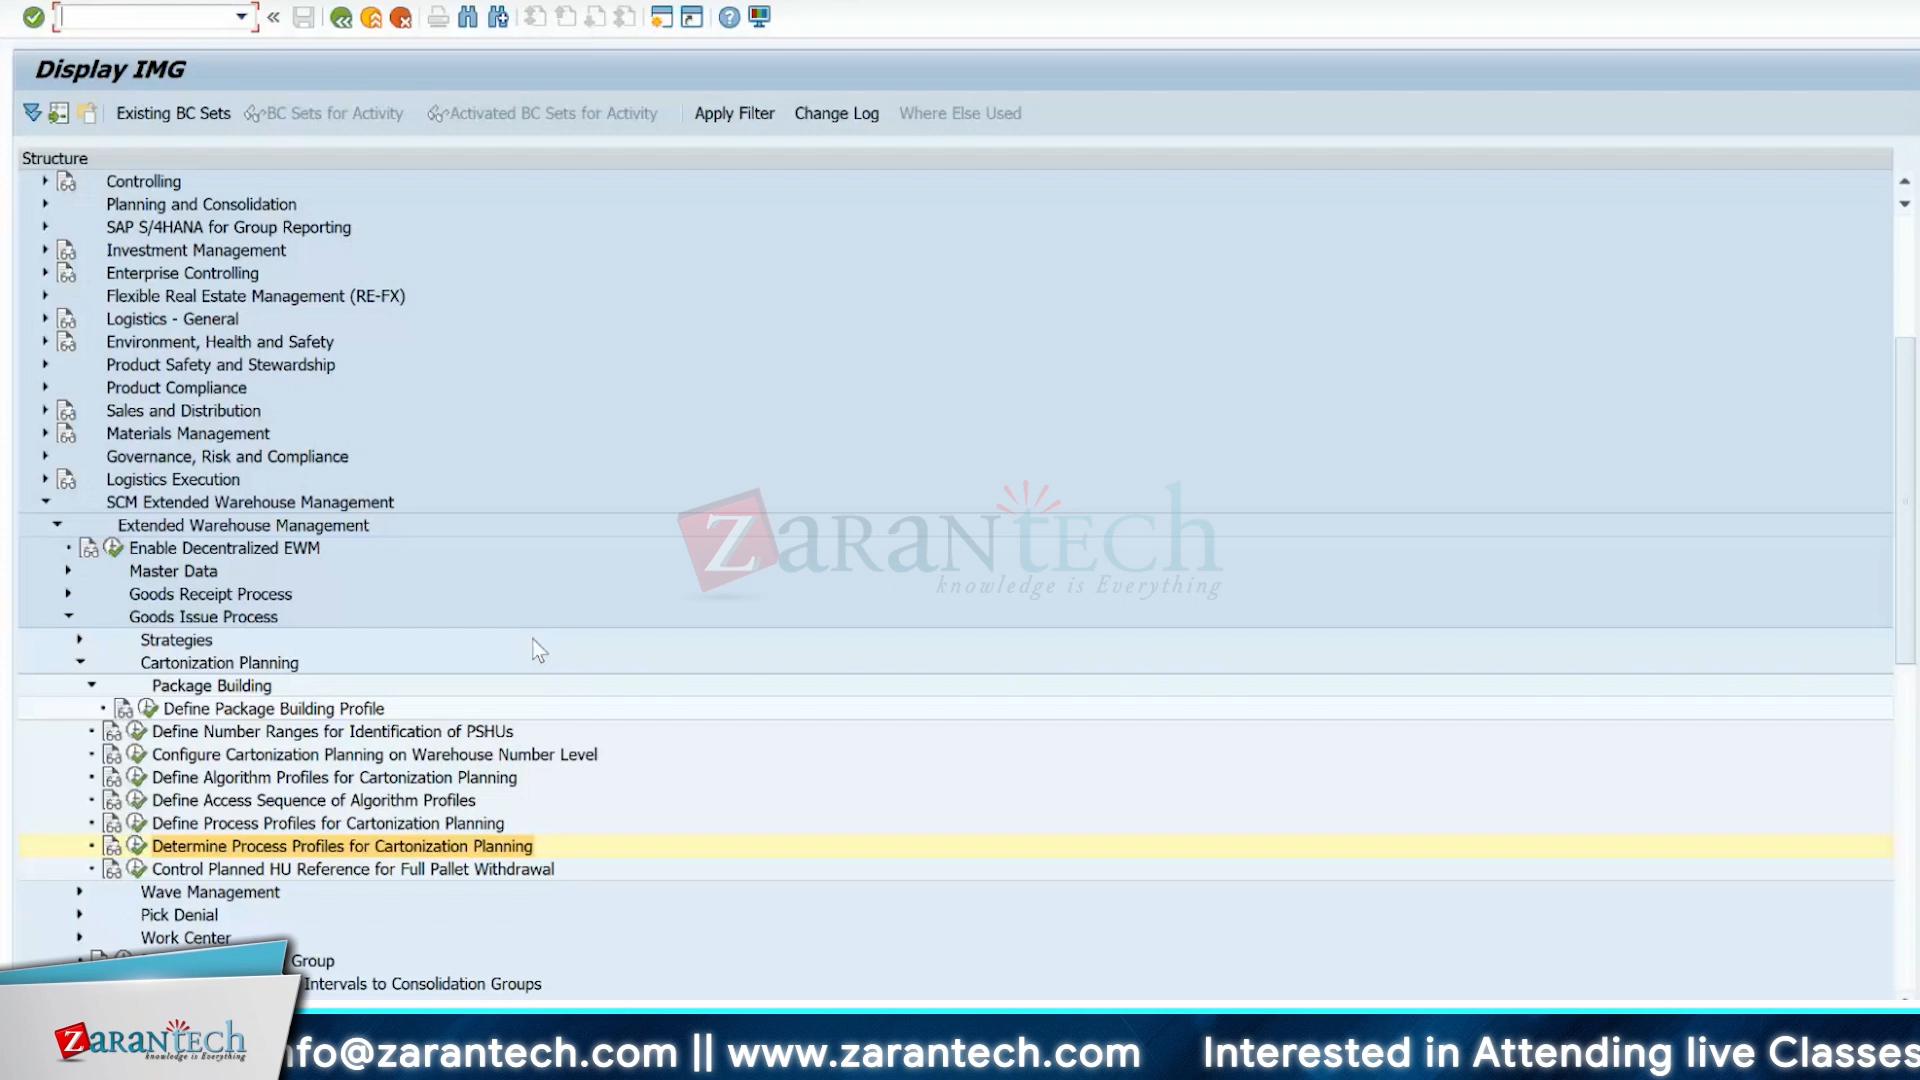 Display IMG
Existing BC Sets BC Sets for Activity Activated BC Sets for Activity Apply Filter Change Log Where Else Used
Structure
Controlling
Planning and Consolidation
SAP S/4HANA for Group Reporting
Investment Management
Enterprise Controlling
Flexible Real Estate Management (RE-FX)
Logistics - General
Environment, Health and Safety
Product Safety and Stewardship
Product Compliance
Sales and Distribution
Materials Management
Governance, Risk and Compliance
Logistics Execution
SCM Extended Warehouse Management
Extended Warehouse Management
Enable Decentralized EWM
Master Data
Goods Receipt Process
Goods Issue Process
Strategies
Cartonization Planning
Package Building
Define Package Building Profile
Define Number Ranges for Identification of PSHUs
Configure Cartonization Planning on Warehouse Number Level
Define Algorithm Profiles for Cartonization Planning
Define Access Sequence of Algorithm Profiles
Define Process Profiles for Cartonization Planning
Determine Process Profiles for Cartonization Planning
Control Planned HU Reference for Full Pallet Withdrawal
Wave Management
Pick Denial
Work Center
Group
Intervals to Consolidation Groups
ZaranTech
knowledge is Everything
ZaranTech
knowledge is Everything
nfo@zarantech.com || www.zarantech.com Interested in Attending live Classes